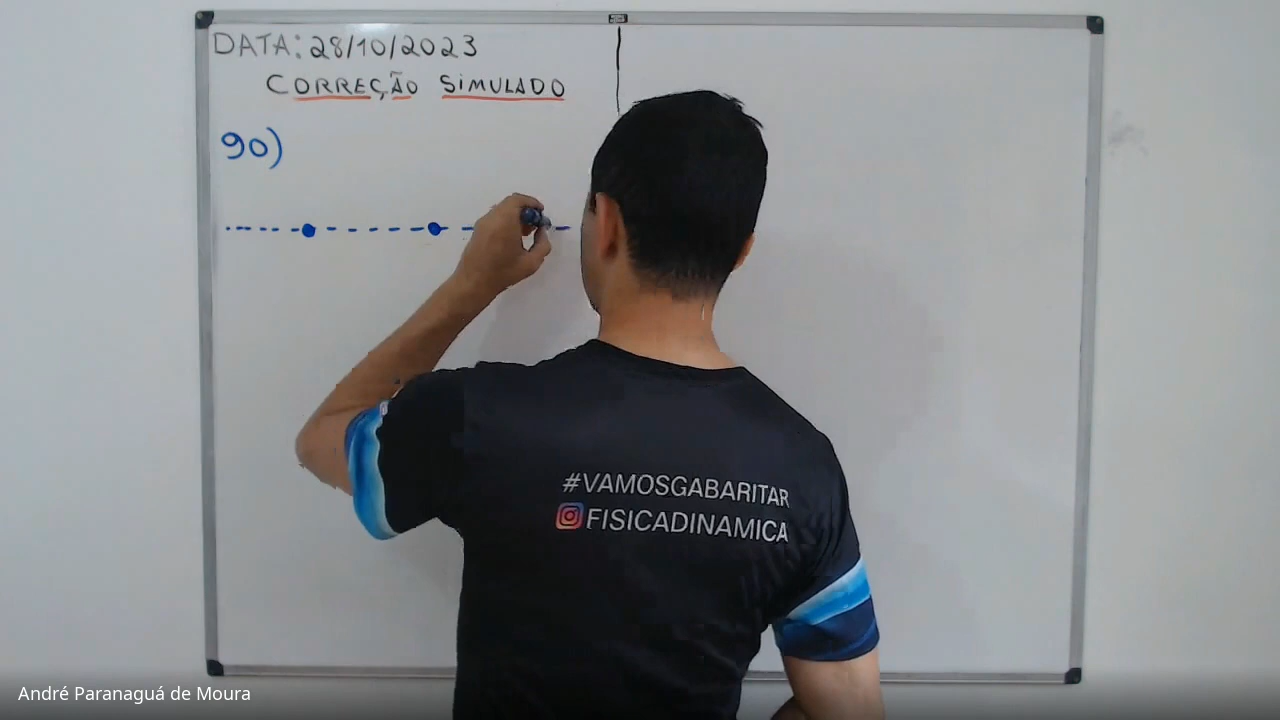 DATA: 28/10/2023
CORREÇÃO SIMULADO
90)
#VAMOSGABARITAR
FISICADINAMICA
André Paranaguá de Moura